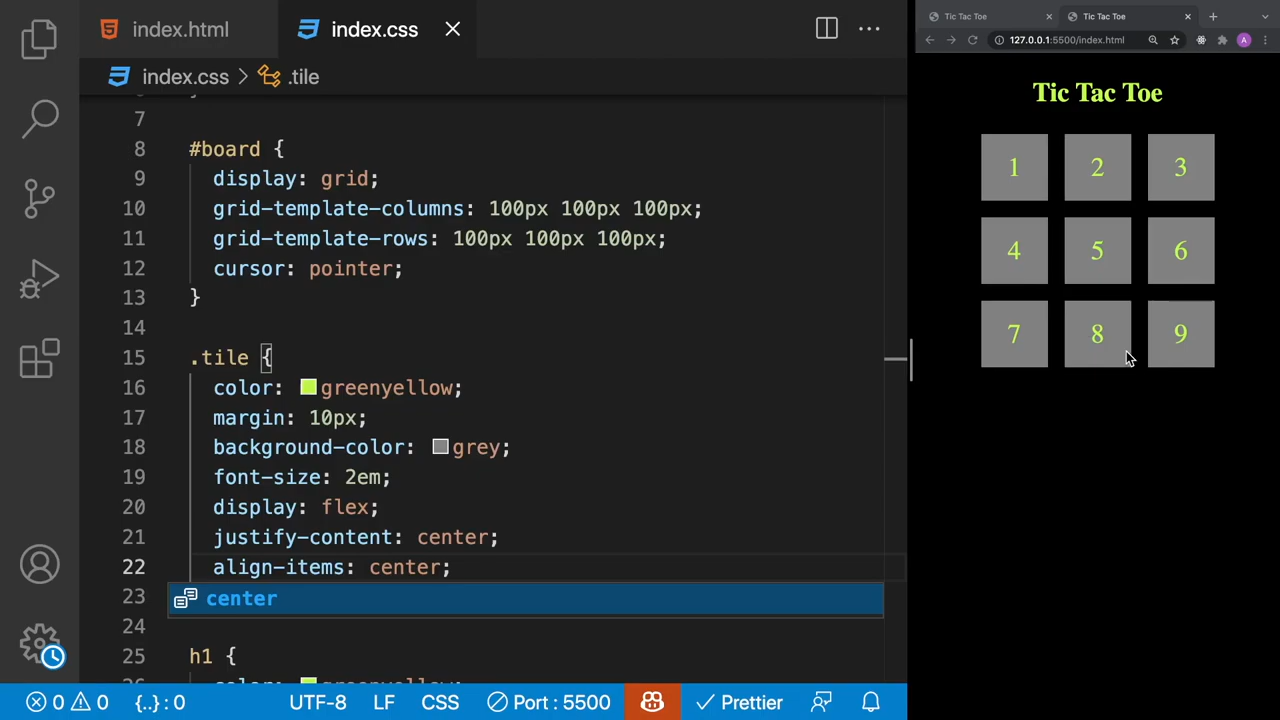 index.html
index.css
index.css > .tile
7
8 #board {
9 display: grid;
10 grid-template-columns: 100px 100px 100px;
11 grid-template-rows: 100px 100px 100px;
12 cursor: pointer;
13 }
14
15 .tile {
16 color: greenyellow;
17 margin: 10px;
18 background-color: grey;
19 font-size: 2em;
20 display: flex;
21 justify-content: center;
22 align-items: center;
23
center
24
25 h1 {
0 0 {..} : 0 UTF-8 LF CSS Port : 5500 Prettier
Tic Tac Toe
Tic Tac Toe
127.0.0.1:5500/index.html
A
Tic Tac Toe
1 2 3
4 5 6
7 8 9